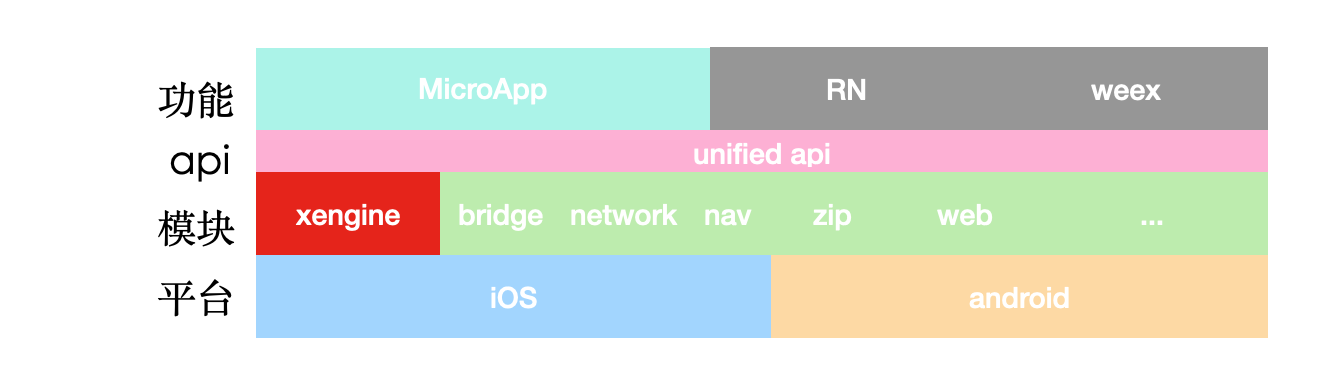 功能 MicroApp RN weex
api unified api
模块 xengine bridge network nav zip web ...
平台 iOS android